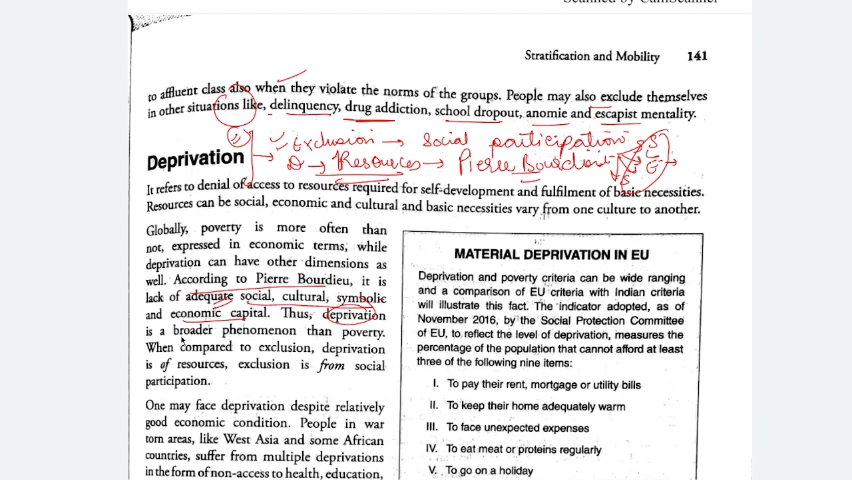 Scanned by CamScanner
Stratification and Mobility 141
to affluent class also when they violate the norms of the groups. People may also exclude themselves
in other situations like, delinquency, drug addiction, school dropout, anomie and escapist mentality.
Exclusion → Social participation
Deprivation
D → Resources → Pierre Bourdieu
It refers to denial of access to resources required for self-development and fulfilment of basic necessities.
Resources can be social, economic and cultural and basic necessities vary from one culture to another.
Globally, poverty is more often than
not, expressed in economic terms, while
deprivation can have other dimensions as
well. According to Pierre Bourdieu, it is
lack of adequate social, cultural, symbolic
and economic capital. Thus, deprivation
is a broader phenomenon than poverty.
When compared to exclusion, deprivation
is of resources, exclusion is from social
participation.
One may face deprivation despite relatively
good economic condition. People in war
torn areas, like West Asia and some African
countries, suffer from multiple deprivations
in the form of non-access to health, education,
MATERIAL DEPRIVATION IN EU
Deprivation and poverty criteria can be wide ranging
and a comparison of EU criteria with Indian criteria
will illustrate this fact. The indicator adopted, as of
November 2016, by the Social Protection Committee
of EU, to reflect the level of deprivation, measures the
percentage of the population that cannot afford at least
three of the following nine items:
I. To pay their rent, mortgage or utility bills
II. To keep their home adequately warm
III. To face unexpected expenses
IV. To eat meat or proteins regularly
V. To go on a holiday